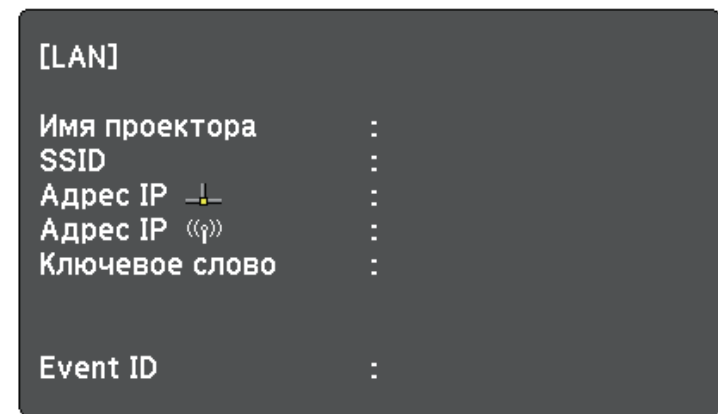 [LAN]
Имя проектора :
SSID :
Адрес IP :
Адрес IP :
Ключевое слово :
Event ID :